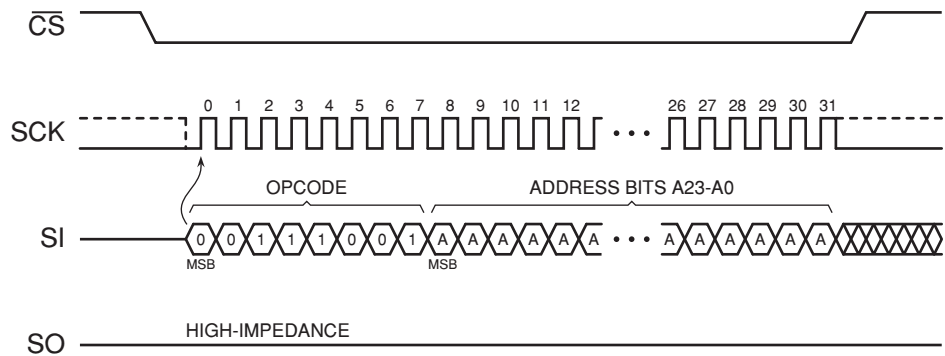 CS
SCK
0 1 2 3 4 5 6 7 8 9 10 11 12 26 27 28 29 30 31
OPCODE ADDRESS BITS A23-A0
SI
0 0 1 1 1 0 0 1 A A A A A A A A A A A A
MSB MSB
HIGH-IMPEDANCE
SO